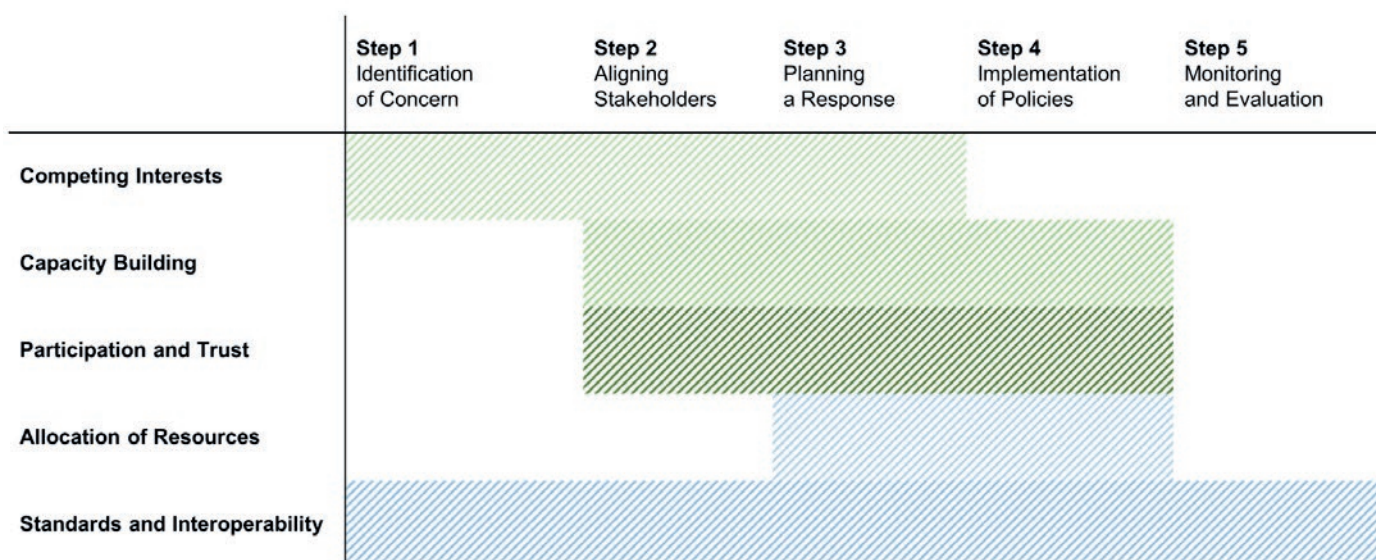 Step 1
Identification
of Concern
Step 2
Aligning
Stakeholders
Step 3
Planning
a Response
Step 4
Implementation
of Policies
Step 5
Monitoring
and Evaluation
Competing Interests
Capacity Building
Participation and Trust
Allocation of Resources
Standards and Interoperability